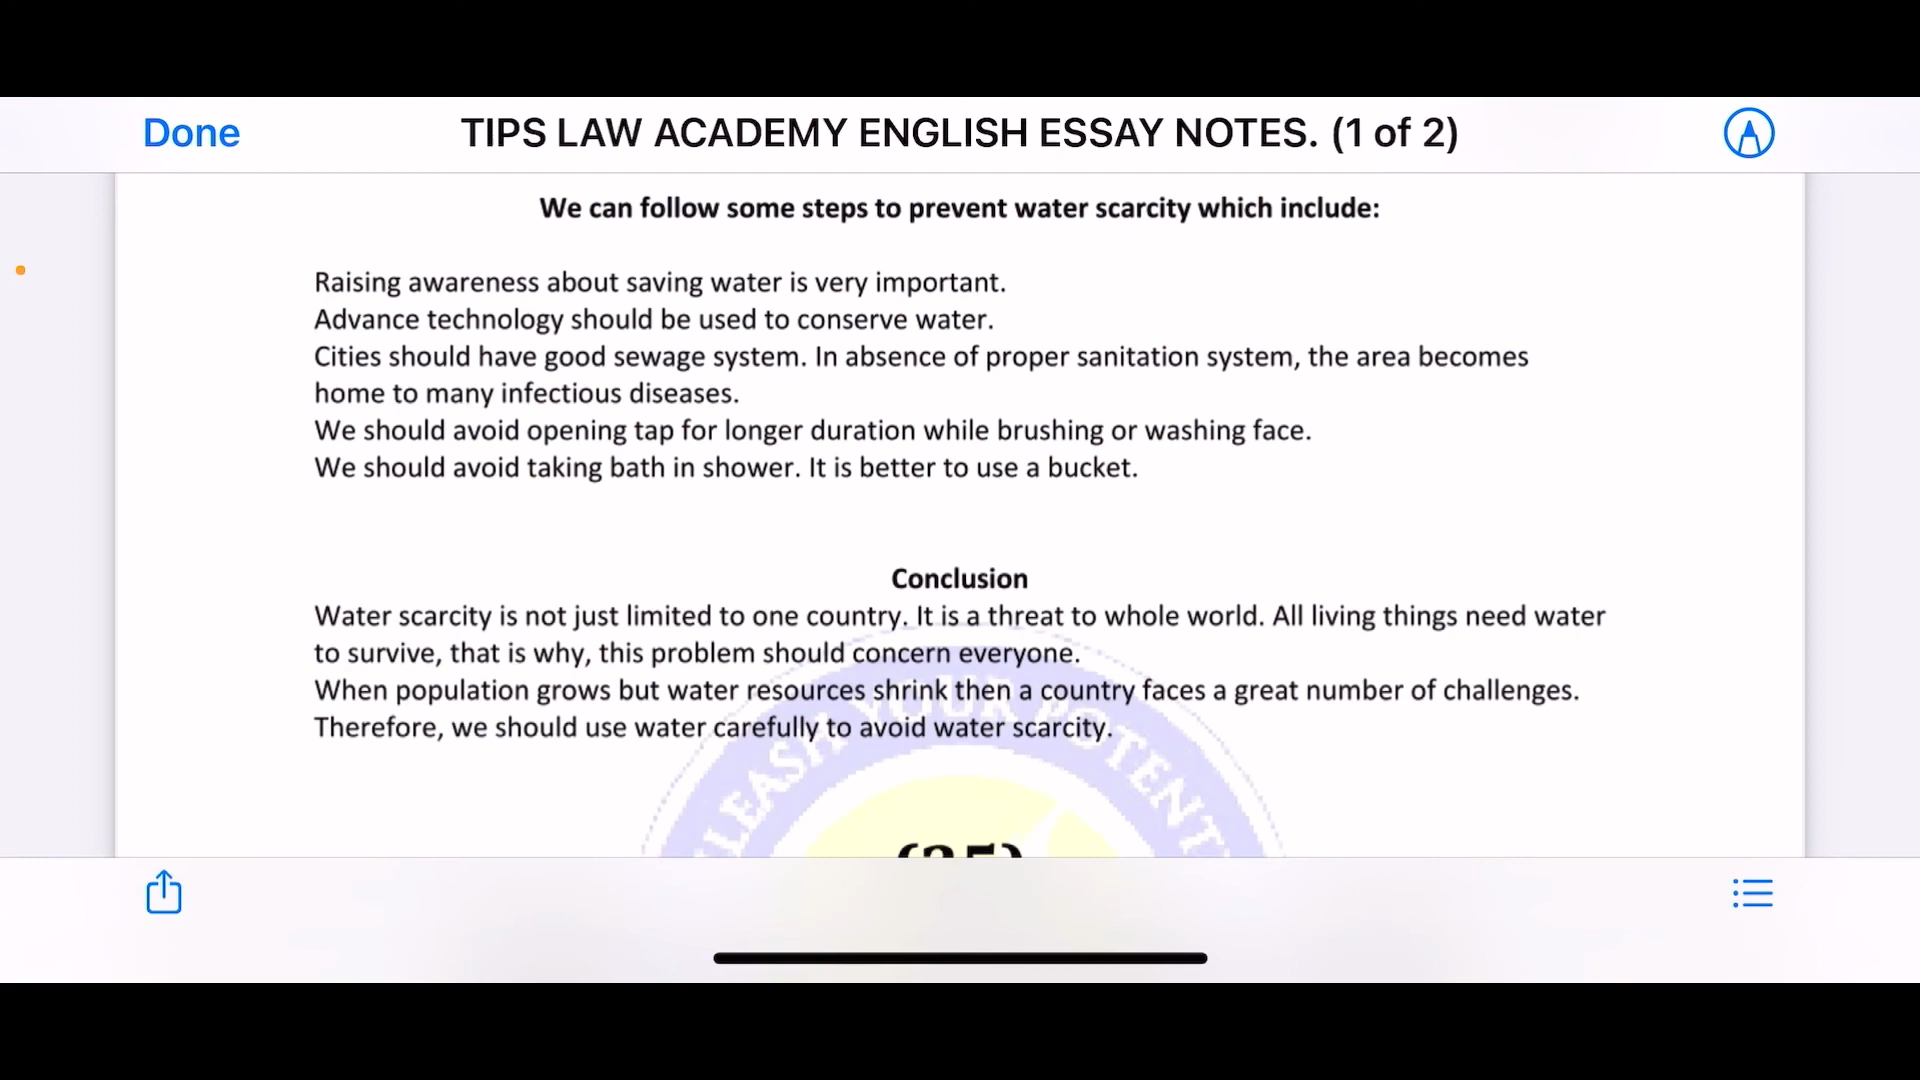 Done
TIPS LAW ACADEMY ENGLISH ESSAY NOTES. (1 of 2)
We can follow some steps to prevent water scarcity which include:
Raising awareness about saving water is very important.
Advance technology should be used to conserve water.
Cities should have good sewage system. In absence of proper sanitation system, the area becomes
home to many infectious diseases.
We should avoid opening tap for longer duration while brushing or washing face.
We should avoid taking bath in shower. It is better to use a bucket.
Conclusion
Water scarcity is not just limited to one country. It is a threat to whole world. All living things need water
to survive, that is why, this problem should concern everyone.
When population grows but water resources shrink then a country faces a great number of challenges.
Therefore, we should use water carefully to avoid water scarcity.
YOUR